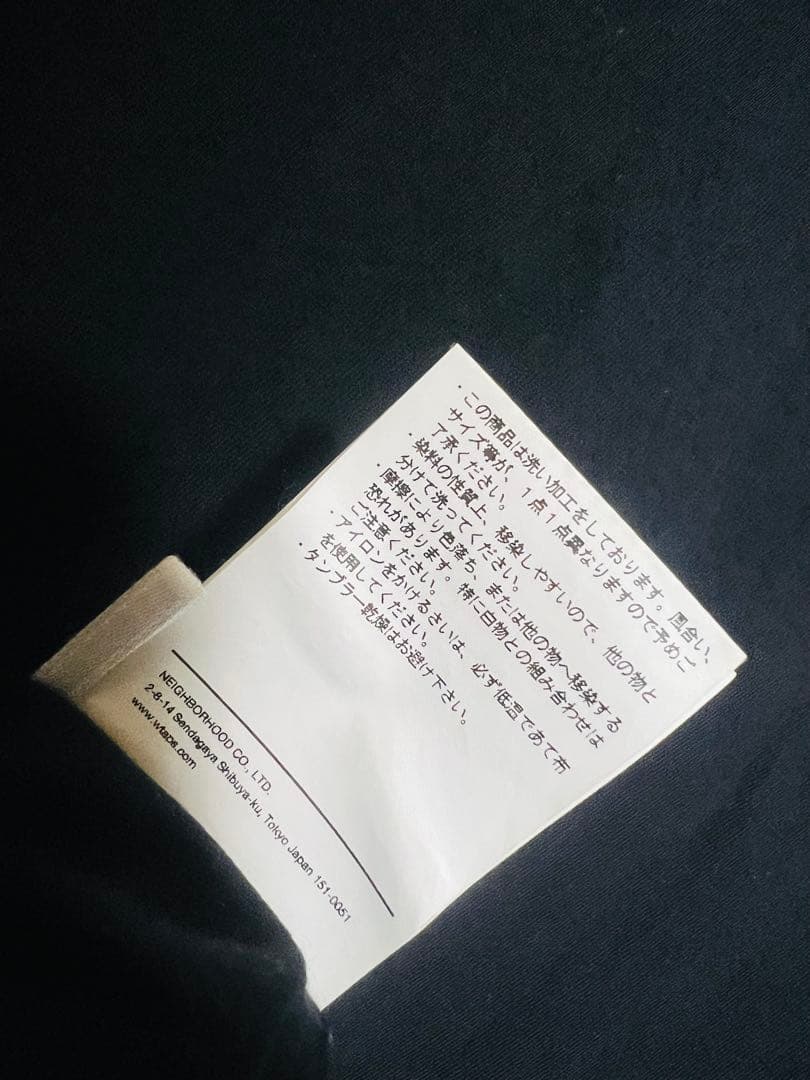 ・この商品は洗い加工をしております。風合い、
サイズ等が、1点1点異なりますので予めご
了承ください。
・染料の性質上、移染しやすいので、他の物と
分けて洗ってください。
・摩擦により色落ち、または他の物へ移染する
恐れがあります。特に白物との組み合わせは
ご注意ください。
・アイロンをかけるさいは、必ず低温であて布
を使用してください。
・タンブラー乾燥はお避け下さい。
NEIGHBORHOOD CO., LTD.
2-8-14 Sendagaya Shibuya-ku, Tokyo Japan 151-0051
www.wtaps.com